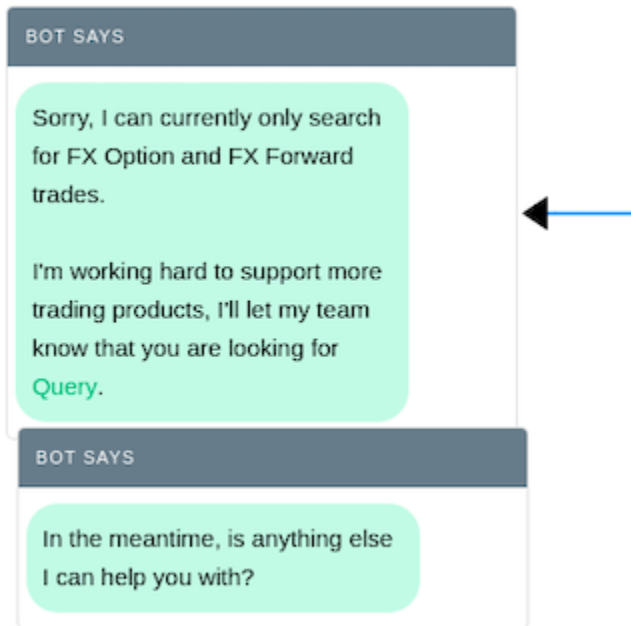 BOT SAYS
Sorry, I can currently only search
for FX Option and FX Forward
trades.
I'm working hard to support more
trading products, I'll let my team
know that you are looking for
Query.
BOT SAYS
In the meantime, is anything else
I can help you with?